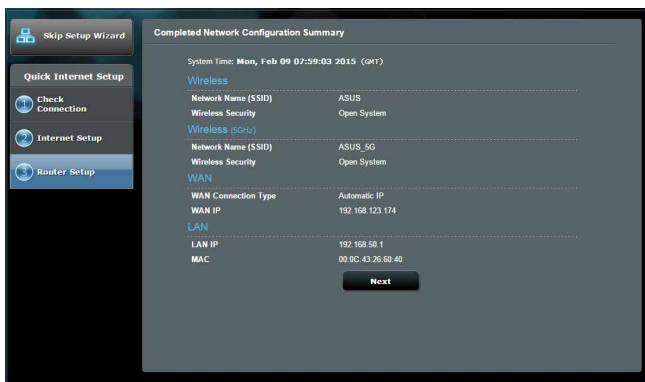 Skip Setup Wizard
Quick Internet Setup
1 Check Connection
2 Internet Setup
3 Router Setup
Completed Network Configuration Summary
System Time: Mon, Feb 09 07:59:03 2015 (GMT)
Wireless
Network Name (SSID) ASUS
Wireless Security Open System
Wireless (5GHz)
Network Name (SSID) ASUS_5G
Wireless Security Open System
WAN
WAN Connection Type Automatic IP
WAN IP 192.168.123.174
LAN
LAN IP 192.168.50.1
MAC 00:0C:43:26:60:40
Next